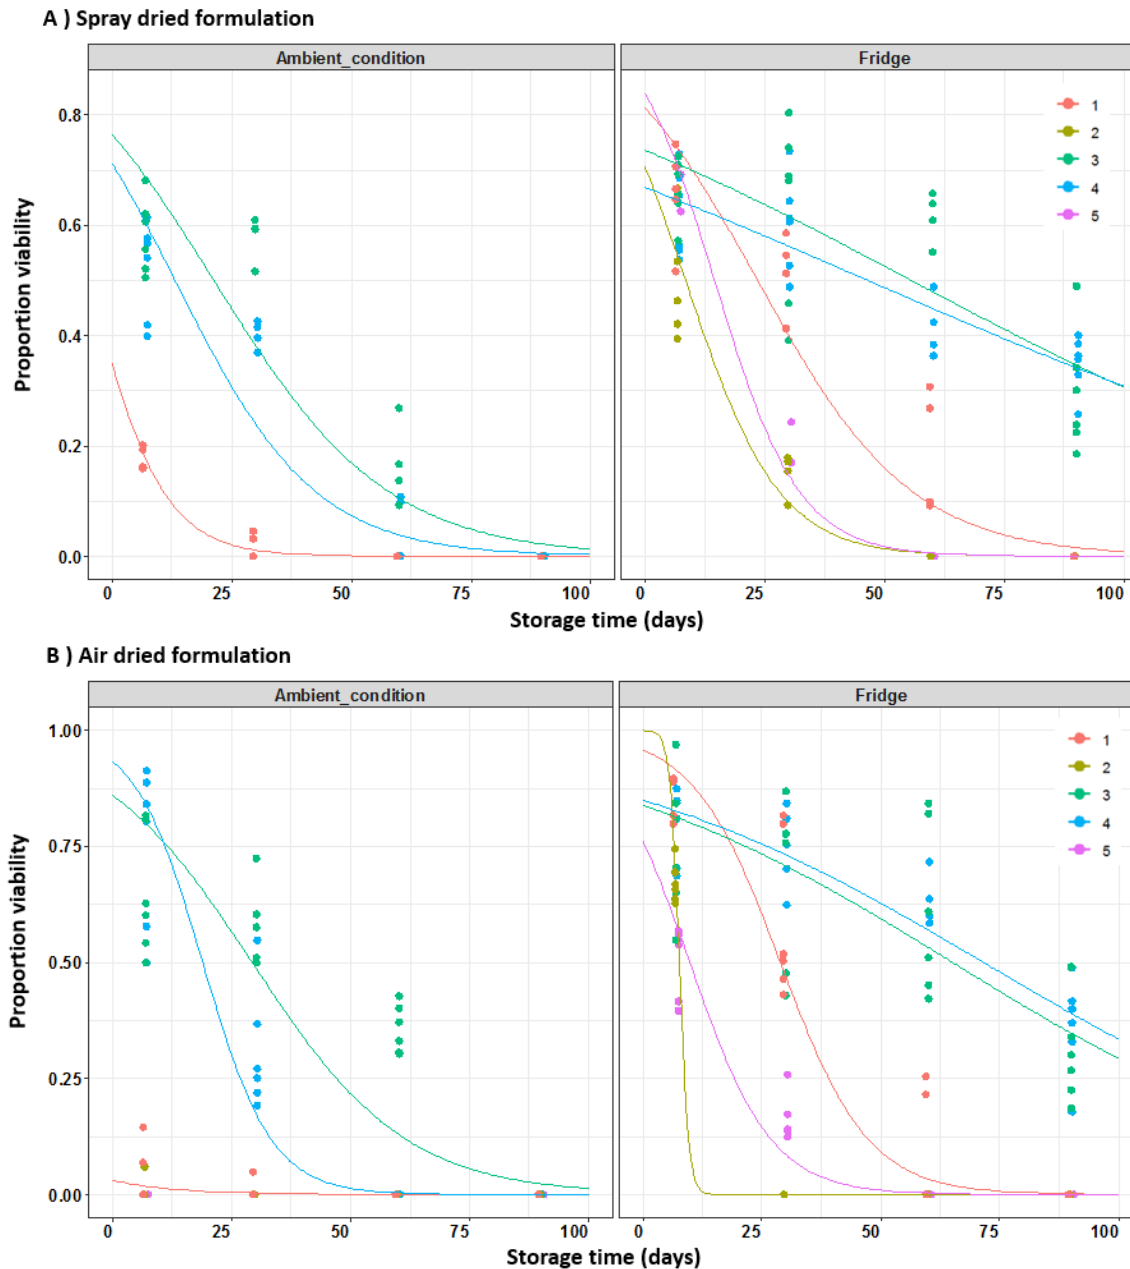 A ) Spray dried formulation
Ambient_condition
Fridge
0.8
0.6
0.4
0.2
0.0
Proportion viability
1
2
3
4
5
0 25 50 75 100
0 25 50 75 100
Storage time (days)
B ) Air dried formulation
Ambient_condition
Fridge
1.00
0.75
0.50
0.25
0.00
Proportion viability
1
2
3
4
5
0 25 50 75 100
0 25 50 75 100
Storage time (days)